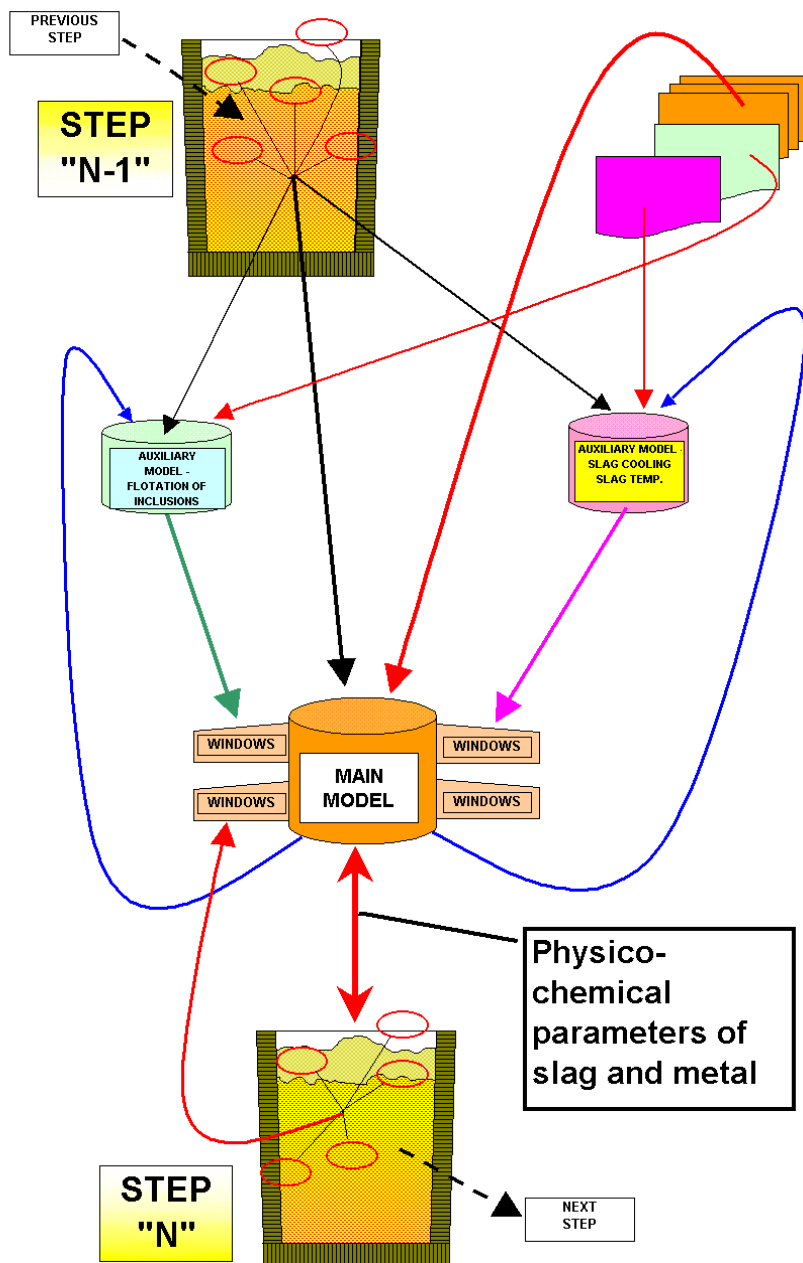 PREVIOUS
STEP
STEP
"N-1"
AUXILIARY
MODEL -
FLOTATION OF
INCLUSIONS
AUXILIARY MODEL -
SLAG COOLING
SLAG TEMP.
WINDOWS
WINDOWS
MAIN
MODEL
WINDOWS
WINDOWS
Physico-
chemical
parameters of
slag and metal
STEP
"N"
NEXT
STEP